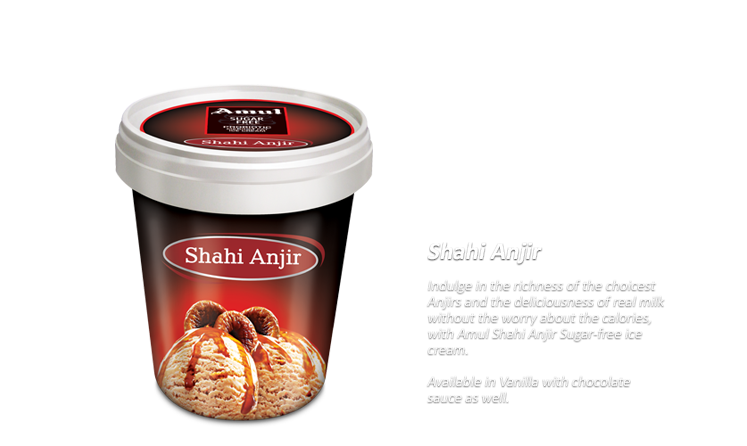 Amul
SUGAR
FREE
PROBIOTIC
Shahi Anjir
Shahi Anjir
Shahi Anjir
Indulge in the richness of the choicest
Anjirs and the deliciousness of real milk
without the worry about the calories,
with Amul Shahi Anjir Sugar-free ice
cream.
Available in Vanilla with chocolate
sauce as well.